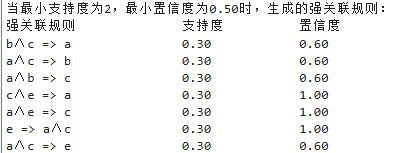 当最小支持度为2，最小置信度为0.50时，生成的强关联规则：
强关联规则 支持度 置信度
b∧c => a 0.30 0.60
a∧c => b 0.30 0.60
a∧b => c 0.30 0.60
c∧e => a 0.30 1.00
a∧e => c 0.30 1.00
e => a∧c 0.30 1.00
a∧c => e 0.30 0.60